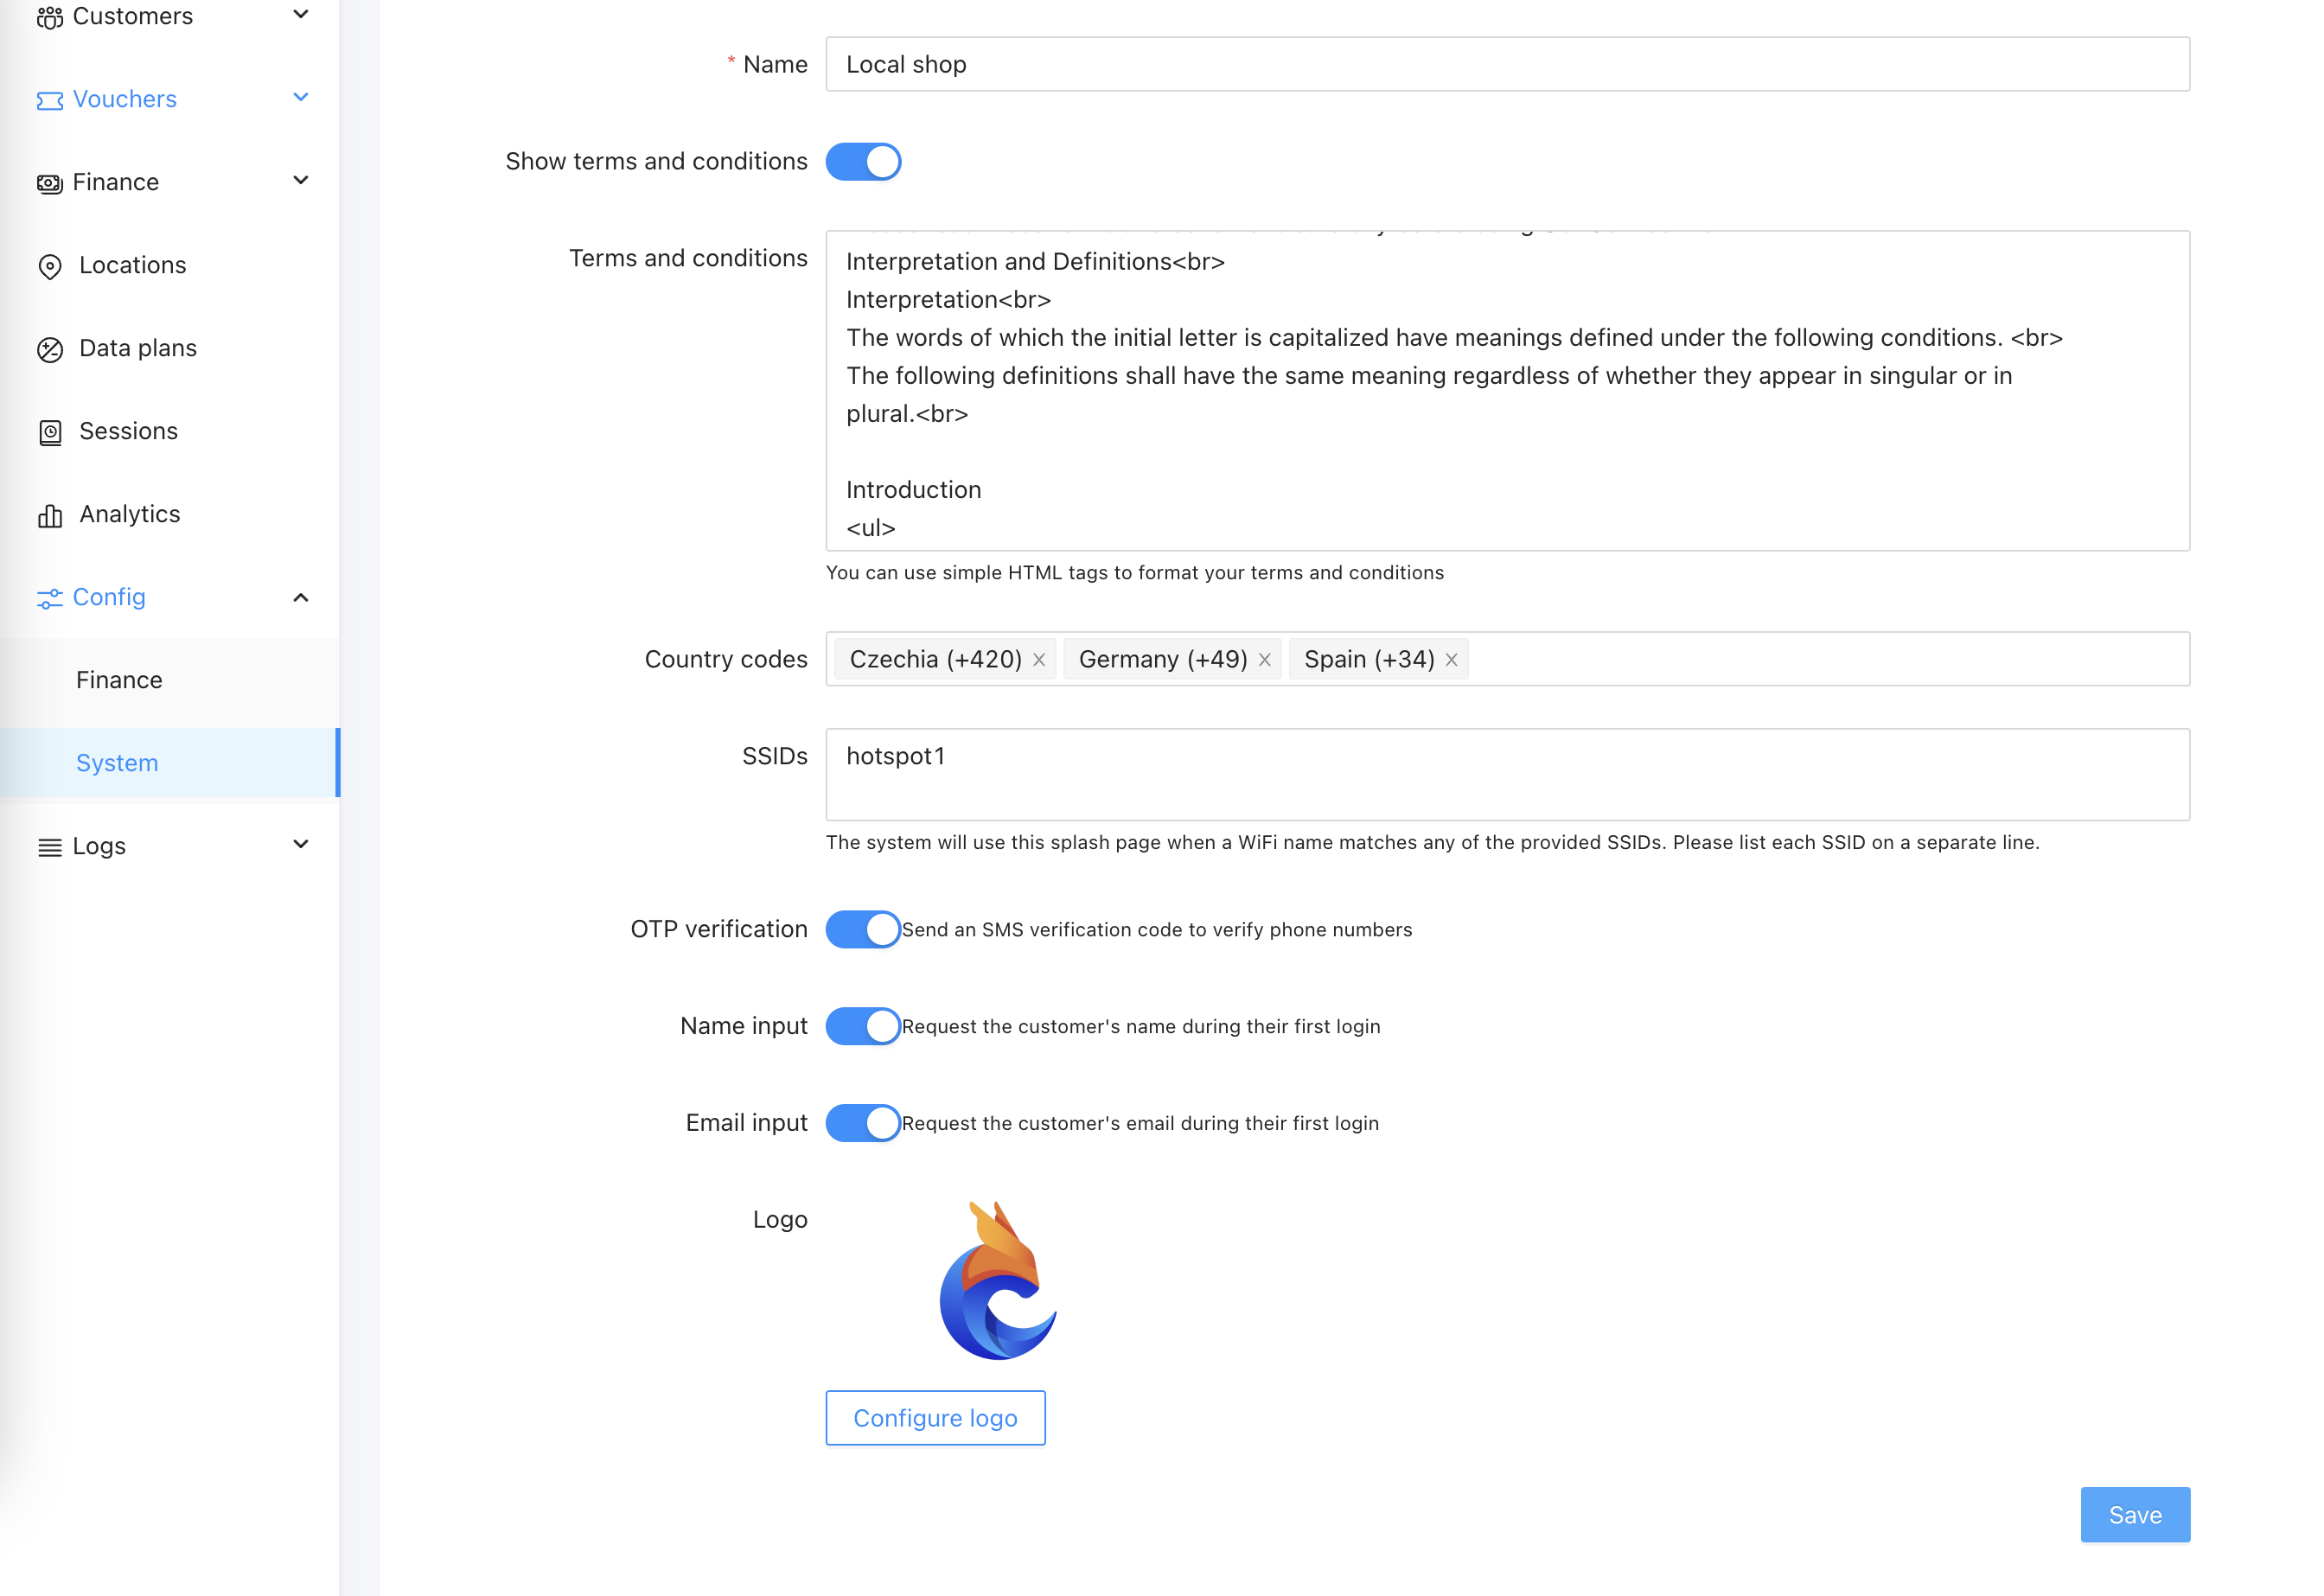 Customers
Vouchers
Finance
Locations
Data plans
Sessions
Analytics
Config
Finance
System
Logs
* Name
Local shop
Show terms and conditions
Terms and conditions
Interpretation and Definitions<br>
Interpretation<br>
The words of which the initial letter is capitalized have meanings defined under the following conditions. <br>
The following definitions shall have the same meaning regardless of whether they appear in singular or in
plural.<br>
Introduction
<ul>
You can use simple HTML tags to format your terms and conditions
Country codes
Czechia (+420) Germany (+49) Spain (+34)
SSIDs
hotspot1
The system will use this splash page when a WiFi name matches any of the provided SSIDs. Please list each SSID on a separate line.
OTP verification
Send an SMS verification code to verify phone numbers
Name input
Request the customer's name during their first login
Email input
Request the customer's email during their first login
Logo
Configure logo
Save